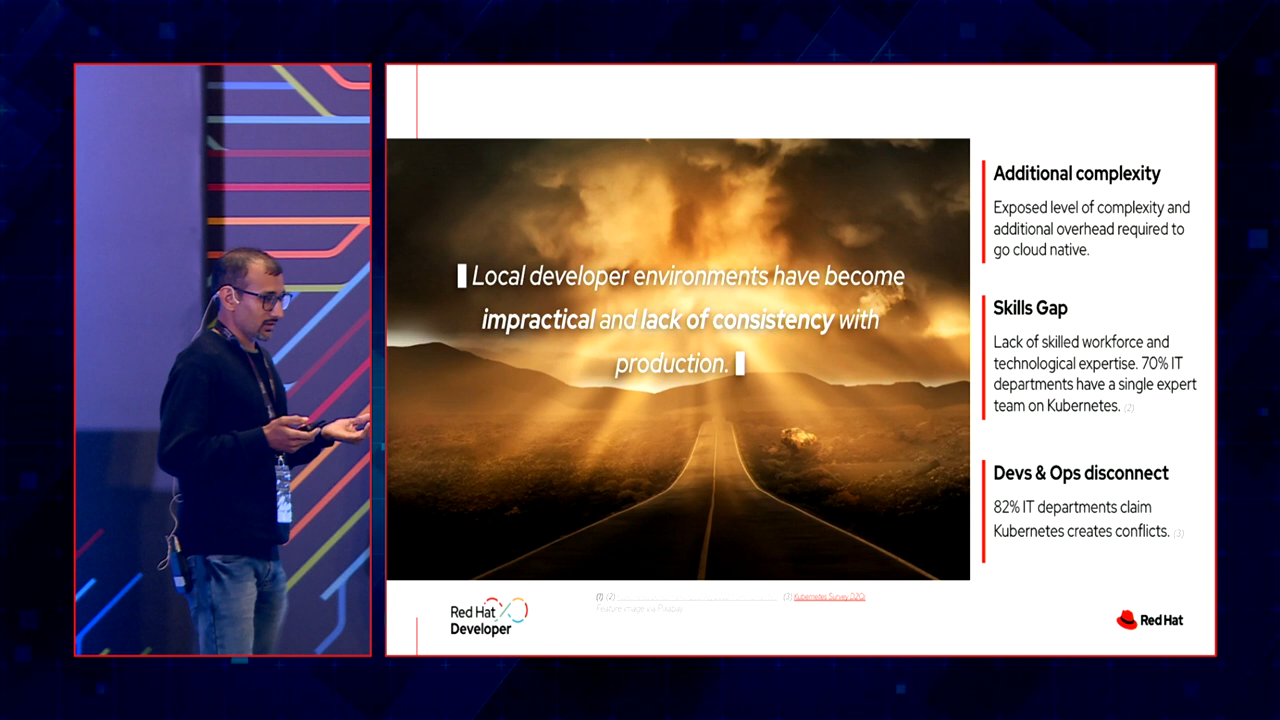 Local developer environments have become
impractical and lack of consistency with
production.
Additional complexity
Exposed level of complexity and
additional overhead required to
go cloud native.
Skills Gap
Lack of skilled workforce and
technological expertise. 70% IT
departments have a single expert
team on Kubernetes. (2)
Devs & Ops disconnect
82% IT departments claim
Kubernetes creates conflicts. (3)
(1) (2) (3) Kubernetes Survey D2iQ
Feature image via Pixabay
Red Hat
Developer
Red Hat